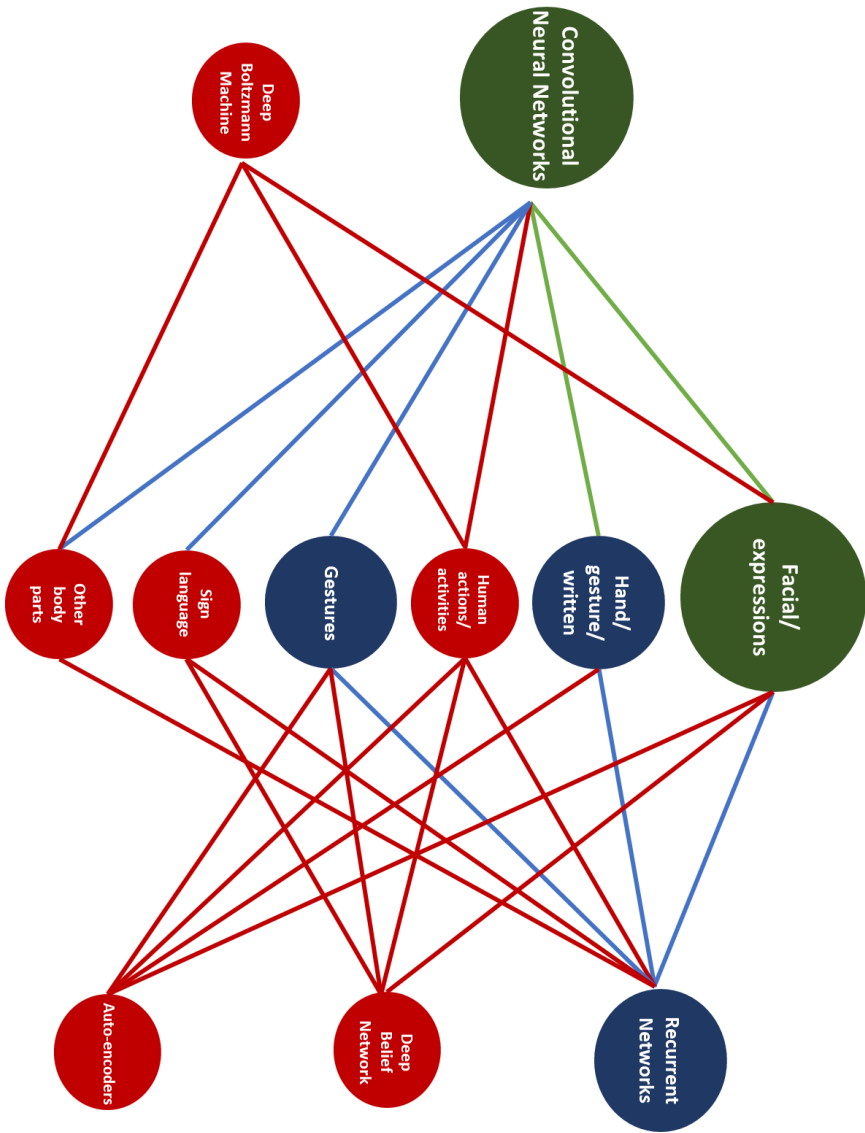 Convolutional
Neural Networks
Deep
Boltzmann
Machine
Facial/
expressions
Hand/
gesture/
written
Human
actions/
activities
Gestures
Sign
language
Other
body
parts
Recurrent
Networks
Deep
Belief
Network
Auto-encoders